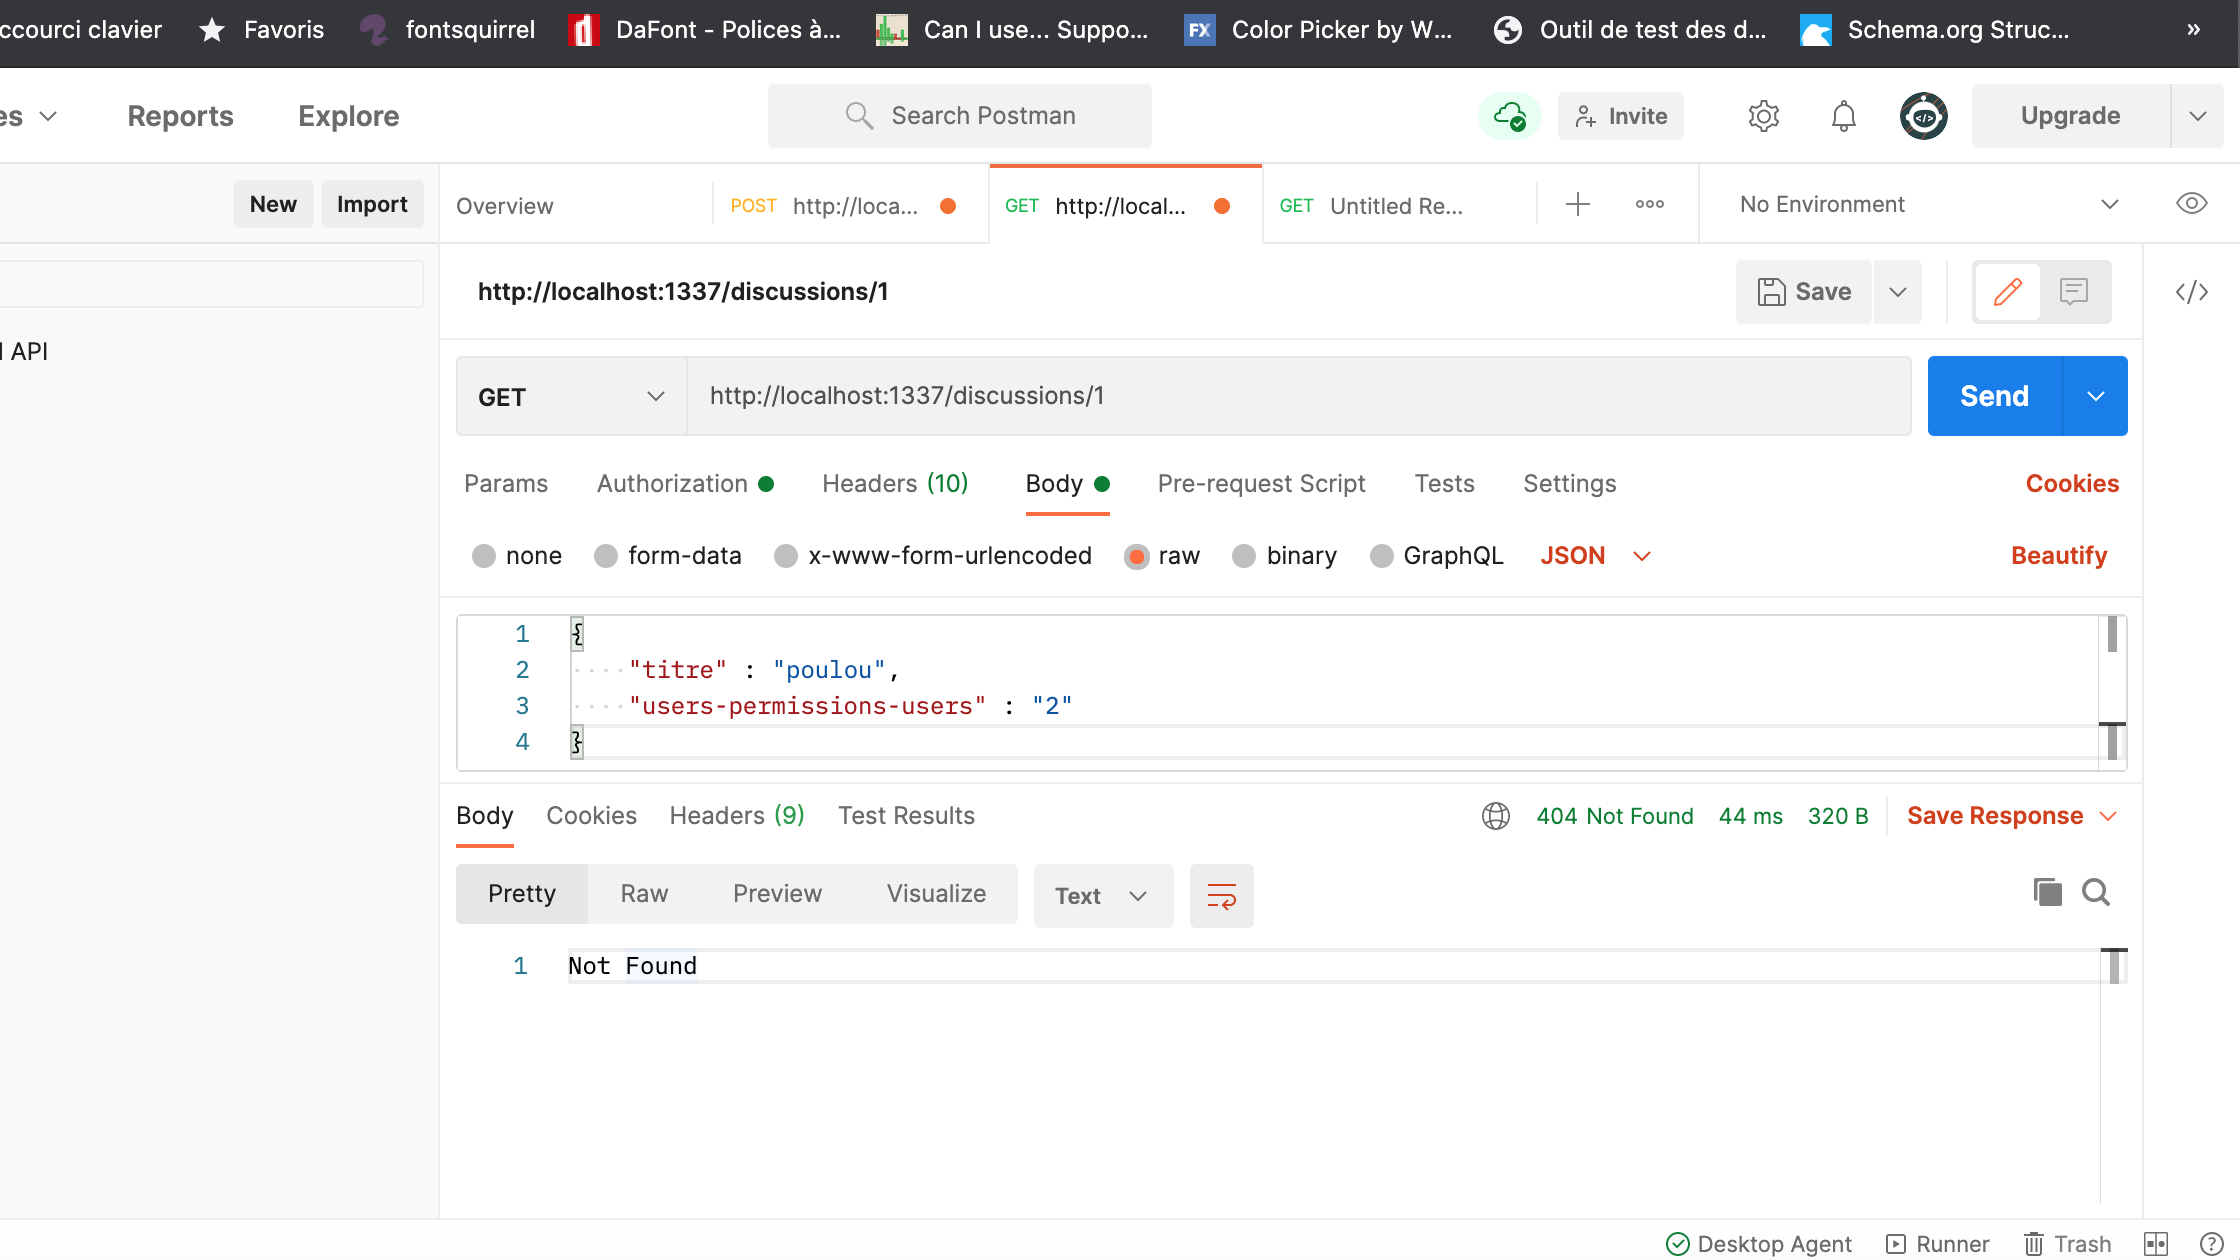 ccourci clavier Favoris fontsquirrel DaFont - Polices à... Can I use... Suppo... FX Color Picker by W... Outil de test des d... Schema.org Struc... »
es Reports Explore Search Postman Invite Upgrade
New Import Overview POST http://loca... GET http://local... GET Untitled Re... No Environment
http://localhost:1337/discussions/1 Save
API
GET http://localhost:1337/discussions/1 Send
Params Authorization Headers (10) Body Pre-request Script Tests Settings Cookies
none form-data x-www-form-urlencoded raw binary GraphQL JSON Beautify
1 {
2 "titre" : "poulou",
3 "users-permissions-users" : "2"
4 }
Body Cookies Headers (9) Test Results 404 Not Found 44 ms 320 B Save Response
Pretty Raw Preview Visualize Text
1 Not Found
Desktop Agent Runner Trash